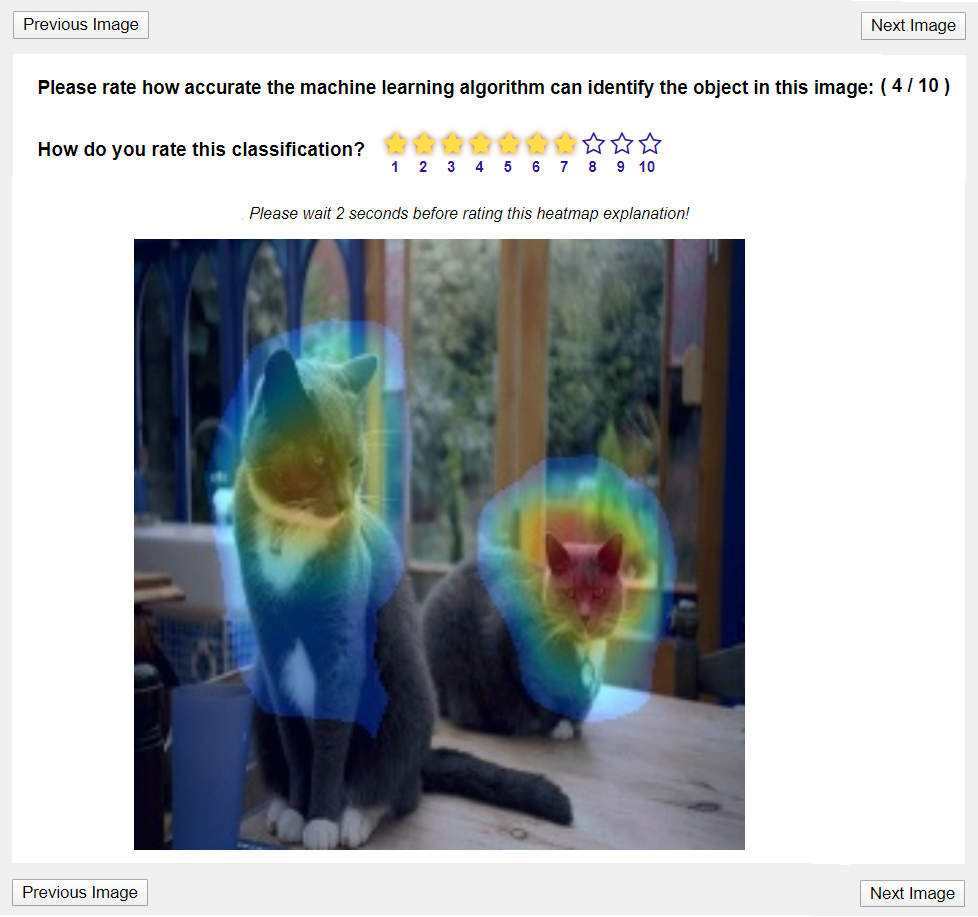 Previous Image Next Image
Please rate how accurate the machine learning algorithm can identify the object in this image: ( 4 / 10 )
How do you rate this classification?
1 2 3 4 5 6 7 8 9 10
Please wait 2 seconds before rating this heatmap explanation!
Previous Image Next Image